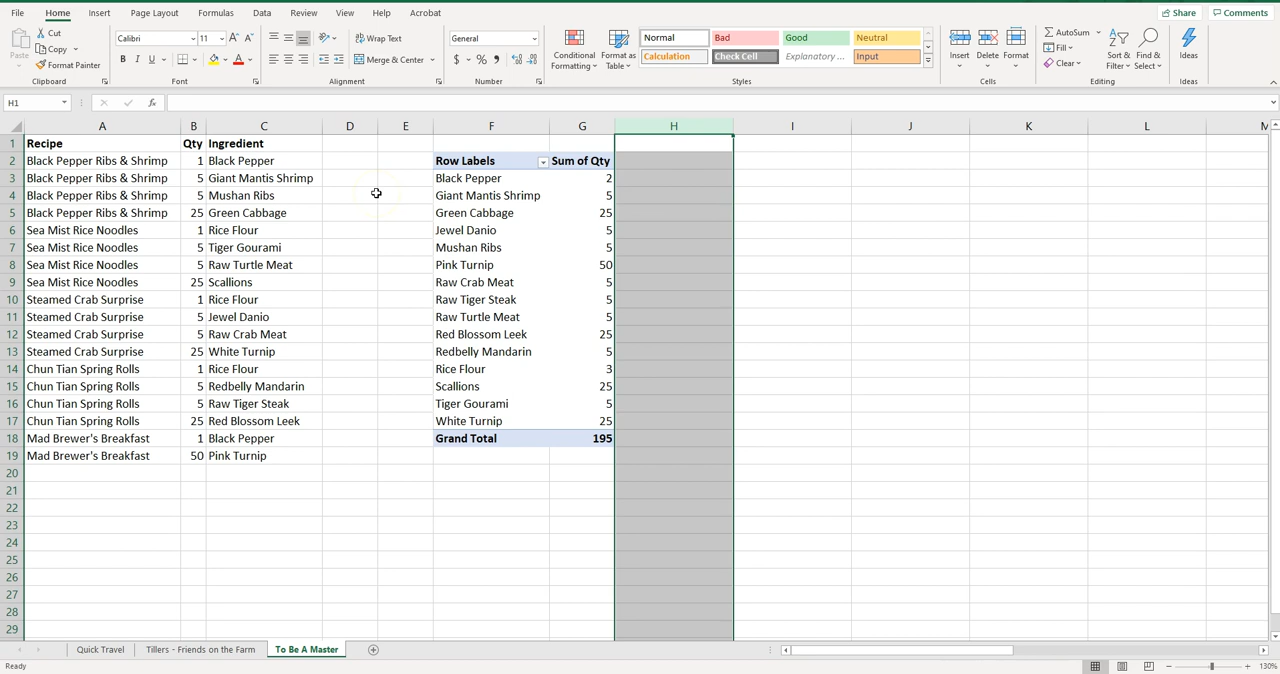 File Home Insert Page Layout Formulas Data Review View Help Acrobat Share Comments
Paste Cut Copy Format Painter Clipboard
Calibri 11 A A B I U A Font
Wrap Text Merge & Center Alignment
General $ % , Number
Conditional Formatting Format as Table
Normal Bad Good Neutral
Calculation Check Cell Explanatory ... Input
Styles
Insert Delete Format Cells
AutoSum Fill Clear Sort & Filter Find & Select Editing
Ideas Ideas
H1 fx
A B C D E F G H I J K L M
1 Recipe Qty Ingredient
2 Black Pepper Ribs & Shrimp 1 Black Pepper Row Labels Sum of Qty
3 Black Pepper Ribs & Shrimp 5 Giant Mantis Shrimp Black Pepper 2
4 Black Pepper Ribs & Shrimp 5 Mushan Ribs Giant Mantis Shrimp 5
5 Black Pepper Ribs & Shrimp 25 Green Cabbage Green Cabbage 25
6 Sea Mist Rice Noodles 1 Rice Flour Jewel Danio 5
7 Sea Mist Rice Noodles 5 Tiger Gourami Mushan Ribs 5
8 Sea Mist Rice Noodles 5 Raw Turtle Meat Pink Turnip 50
9 Sea Mist Rice Noodles 25 Scallions Raw Crab Meat 5
10 Steamed Crab Surprise 1 Rice Flour Raw Tiger Steak 5
11 Steamed Crab Surprise 5 Jewel Danio Raw Turtle Meat 5
12 Steamed Crab Surprise 5 Raw Crab Meat Red Blossom Leek 25
13 Steamed Crab Surprise 25 White Turnip Redbelly Mandarin 5
14 Chun Tian Spring Rolls 1 Rice Flour Rice Flour 3
15 Chun Tian Spring Rolls 5 Redbelly Mandarin Scallions 25
16 Chun Tian Spring Rolls 5 Raw Tiger Steak Tiger Gourami 5
17 Chun Tian Spring Rolls 25 Red Blossom Leek White Turnip 25
18 Mad Brewer's Breakfast 1 Black Pepper Grand Total 195
19 Mad Brewer's Breakfast 50 Pink Turnip
20
21
22
23
24
25
26
27
28
29
Quick Travel Tillers - Friends on the Farm To Be A Master
Ready 130%